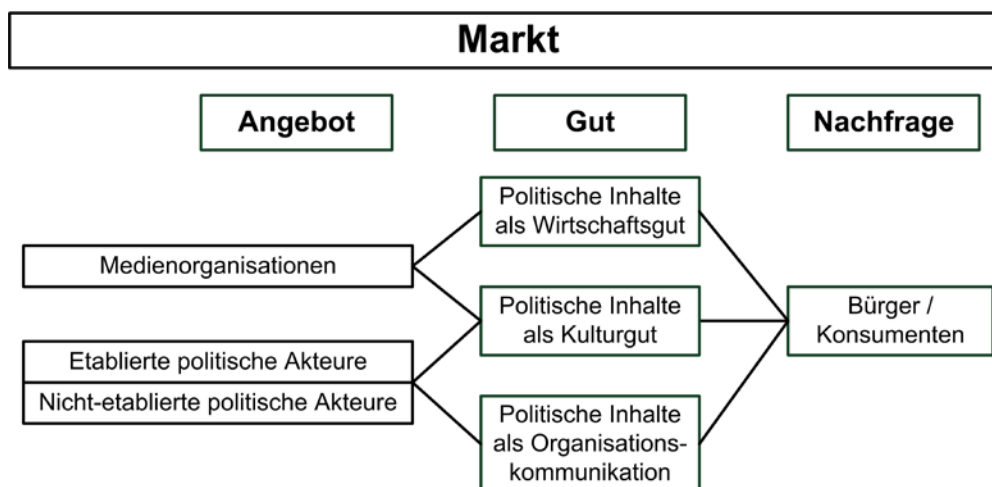 Markt
Angebot
Gut
Nachfrage
Politische Inhalte
als Wirtschaftsgut
Medienorganisationen
Politische Inhalte
als Kulturgut
Bürger /
Konsumenten
Etablierte politische Akteure
Nicht-etablierte politische Akteure
Politische Inhalte
als Organisations-
kommunikation